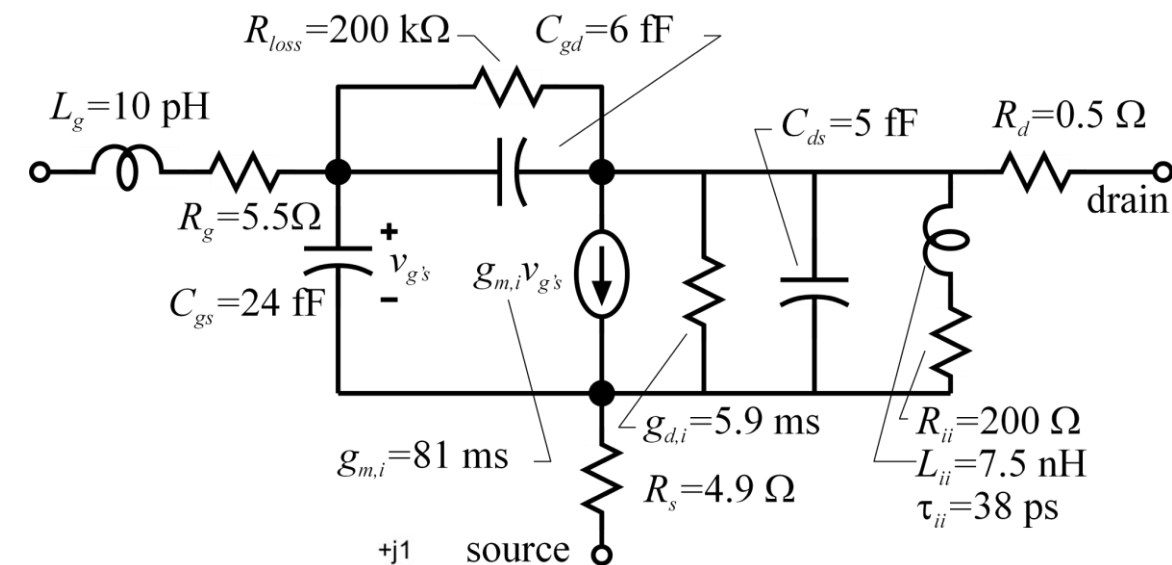 R_loss=200 kΩ
C_gd=6 fF
L_g=10 pH
C_ds=5 fF
R_d=0.5 Ω
drain
R_g=5.5Ω
+
v_g's
-
g_m,i v_g's
C_gs=24 fF
g_d,i=5.9 ms
R_ii=200 Ω
g_m,i=81 ms
L_ii=7.5 nH
R_s=4.9 Ω
τ_ii=38 ps
+j1
source